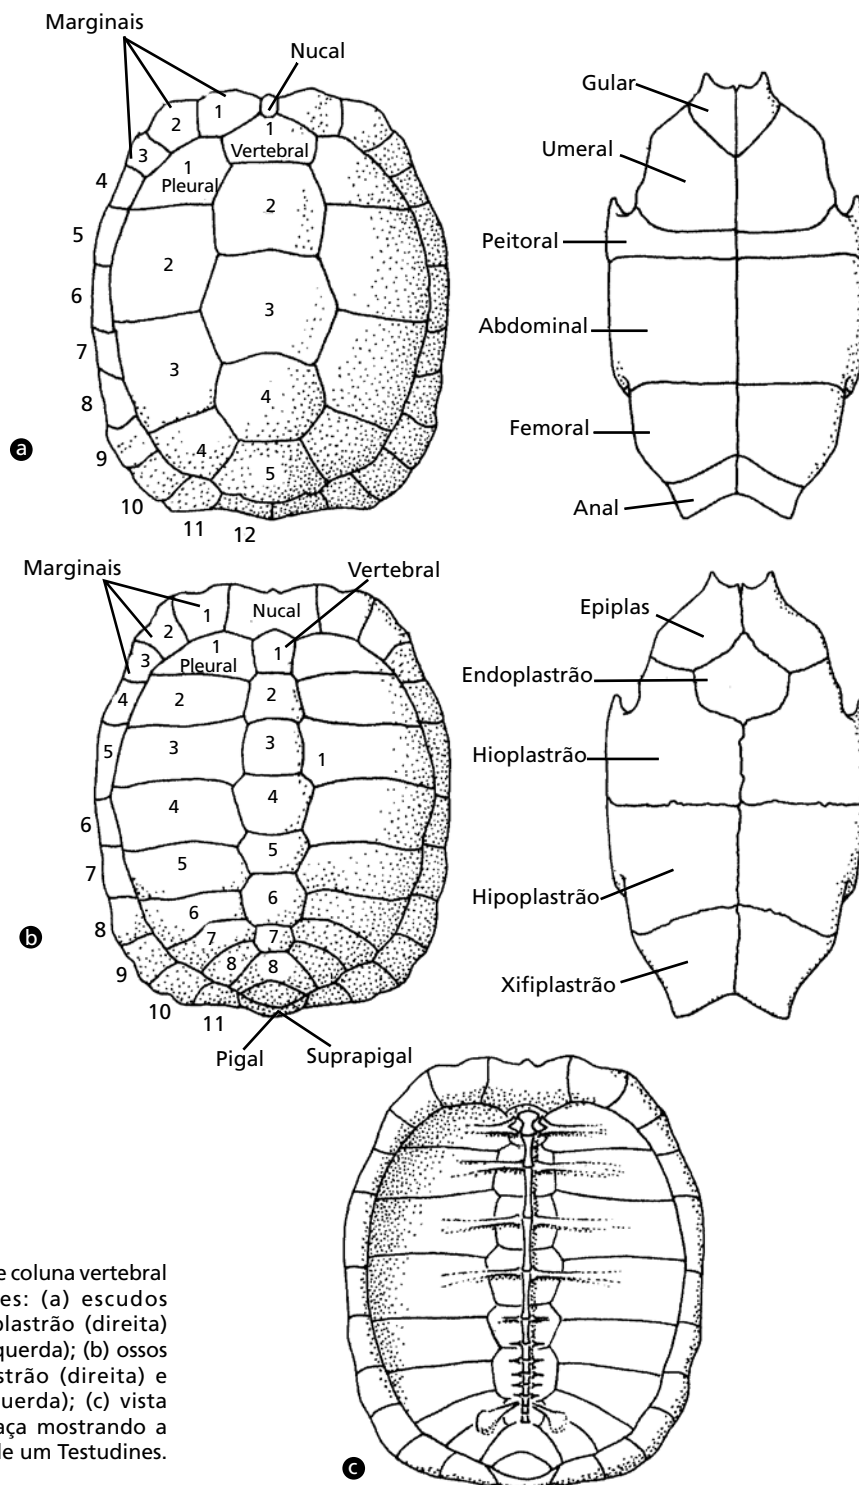 Marginais
Nucal
1
2
3
1
Vertebral
1
Pleural
4
2
5
2
6
3
7
3
8
4
9
4
5
10
11
12
a
Gular
Umeral
Peitoral
Abdominal
Femoral
Anal
Marginais
Vertebral
1
Nucal
2
3
1
Pleural
1
4
2
2
5
3
3
1
4
4
6
5
5
7
6
6
8
7
7
b
8
8
9
10
11
Pigal
Suprapigal
Epiplas
Endoplastrão
Hioplastrão
Hipoplastrão
Xifiplastrão
e coluna vertebral
es: (a) escudos
plastrão (direita)
querda); (b) ossos
strão (direita) e
uerda); (c) vista
aça mostrando a
de um Testudines.
c